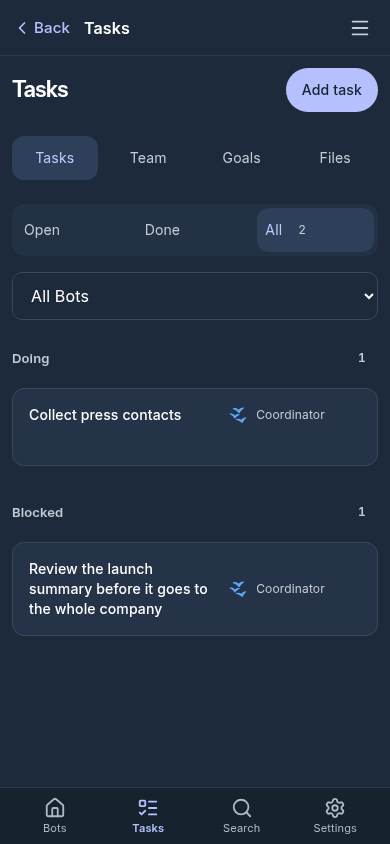 Back Tasks
Tasks
Add task
Tasks Team Goals Files
Open Done All 2
All Bots
Doing 1
Collect press contacts Coordinator
Blocked 1
Review the launch
summary before it goes to
the whole company
Coordinator
Bots Tasks Search Settings